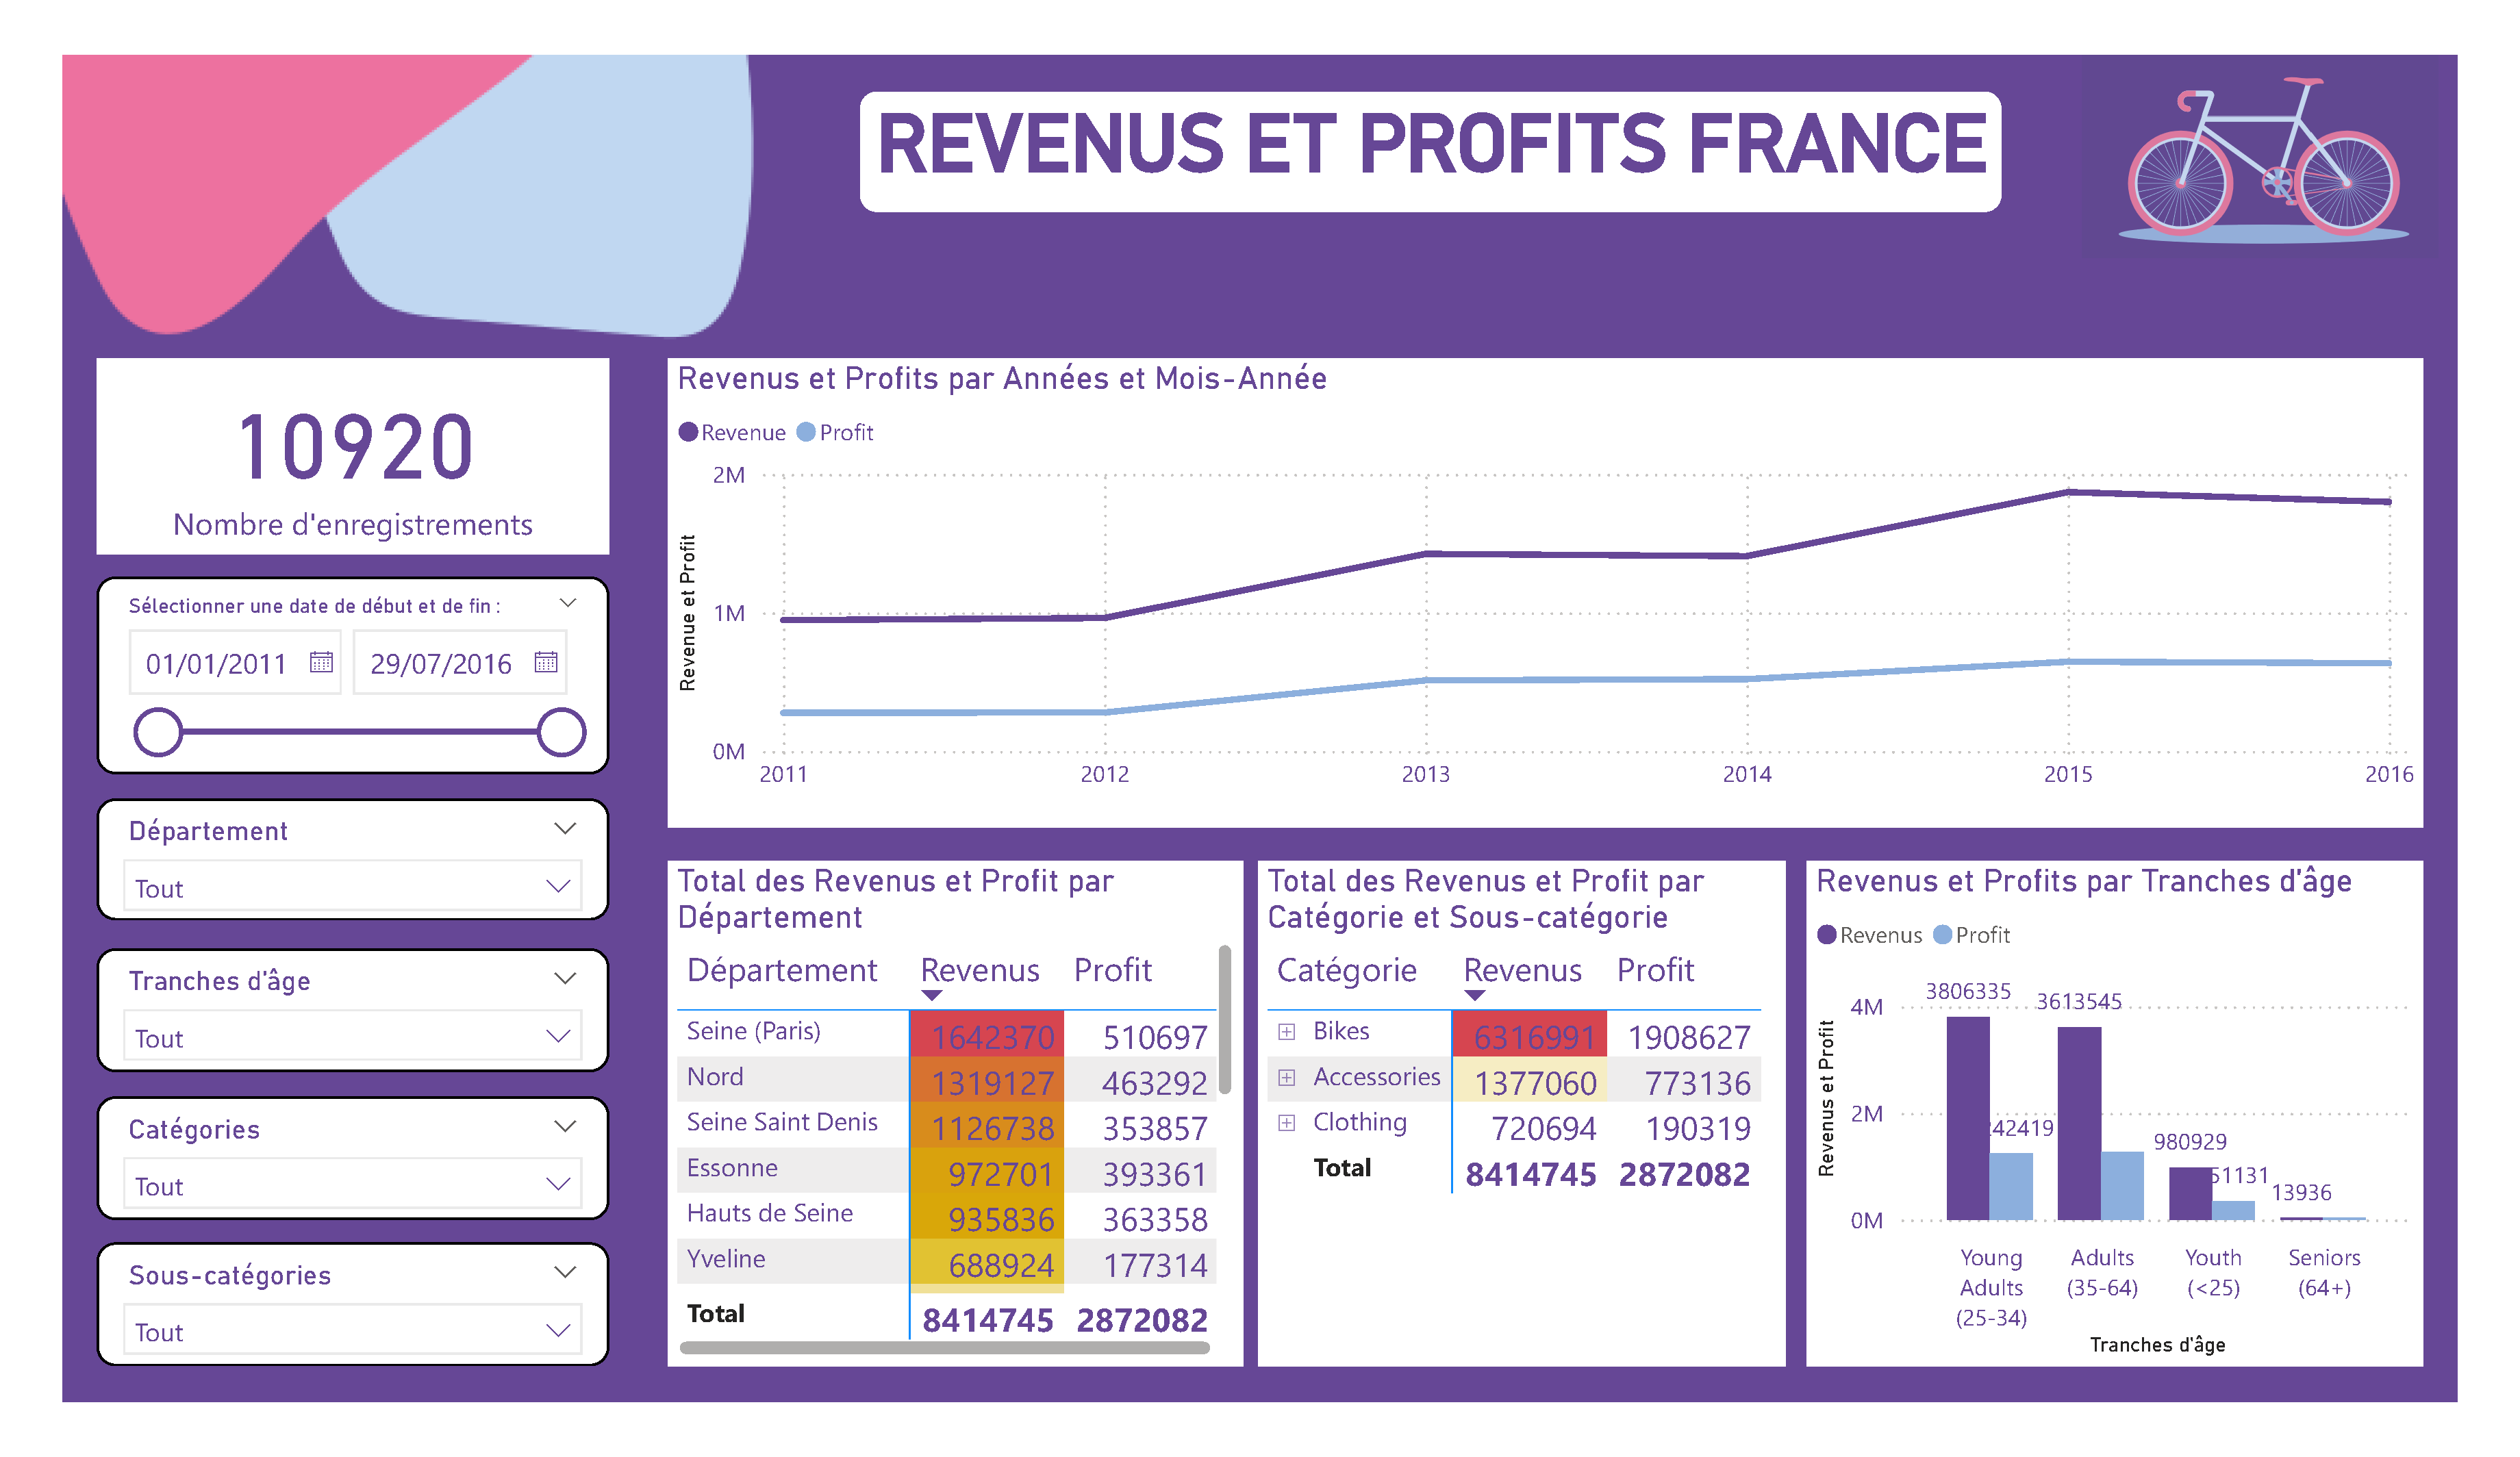 REVENUS ET PROFITS FRANCE
10920
Nombre d'enregistrements
Sélectionner une date de début et de fin :
01/01/2011 29/07/2016
Département
Tout
Tranches d'âge
Tout
Catégories
Tout
Sous-catégories
Tout
Revenus et Profits par Années et Mois-Année
Revenue Profit
Revenue et Profit
2M
1M
0M
2011 2012 2013 2014 2015 2016
Total des Revenus et Profit par
Département
Département Revenus Profit
Seine (Paris) 1642370 510697
Nord 1319127 463292
Seine Saint Denis 1126738 353857
Essonne 972701 393361
Hauts de Seine 935836 363358
Yveline 688924 177314
Total 8414745 2872082
Total des Revenus et Profit par
Catégorie et Sous-catégorie
Catégorie Revenus Profit
Bikes 6316991 1908627
Accessories 1377060 773136
Clothing 720694 190319
Total 8414745 2872082
Revenus et Profits par Tranches d'âge
Revenus Profit
Revenus et Profit
4M
2M
0M
3806335 3613545
980929
13936
Young
Adults
(25-34)
Adults
(35-64)
Youth
(<25)
Seniors
(64+)
Tranches d'âge